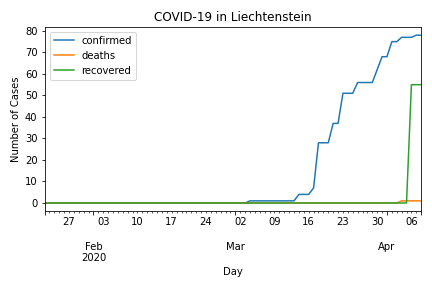 COVID-19 in Liechtenstein
confirmed
deaths
recovered
80
70
60
50
40
30
20
10
0
Number of Cases
27 03 10 17 24 02 09 16 23 30 06
Feb Mar Apr
2020
Day